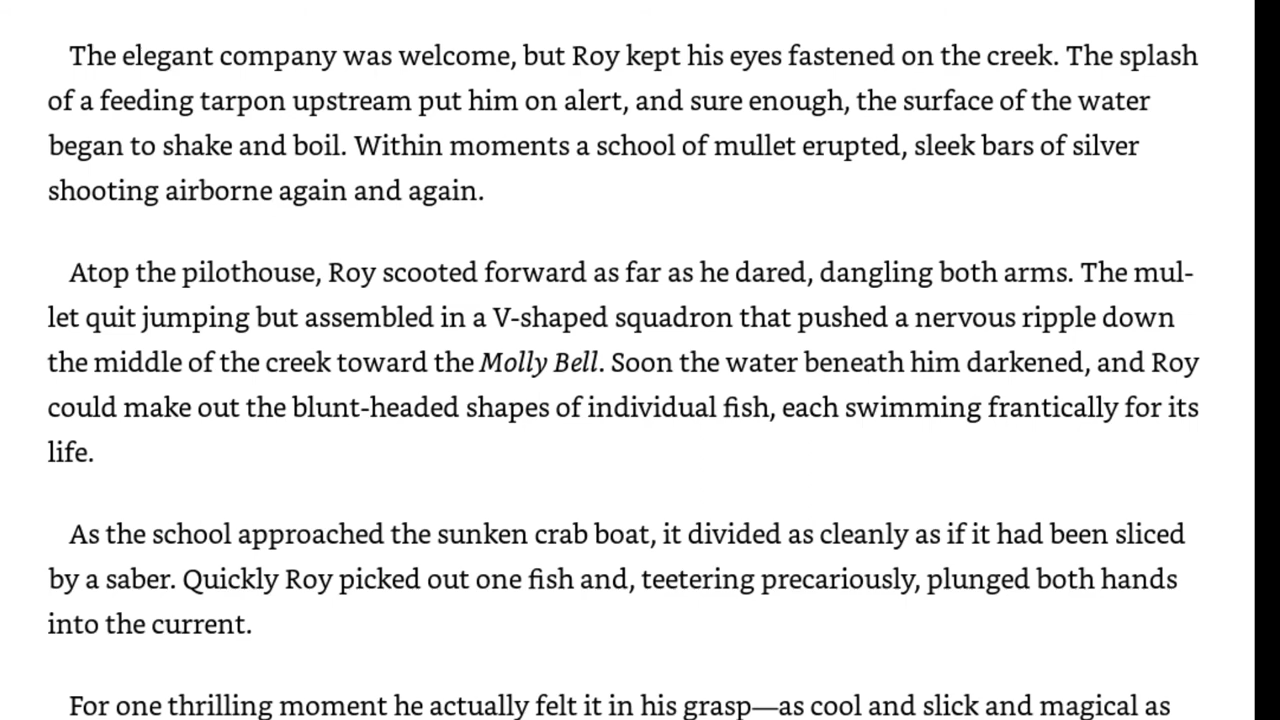 The elegant company was welcome, but Roy kept his eyes fastened on the creek. The splash
of a feeding tarpon upstream put him on alert, and sure enough, the surface of the water
began to shake and boil. Within moments a school of mullet erupted, sleek bars of silver
shooting airborne again and again.
Atop the pilothouse, Roy scooted forward as far as he dared, dangling both arms. The mul-
let quit jumping but assembled in a V-shaped squadron that pushed a nervous ripple down
the middle of the creek toward the Molly Bell. Soon the water beneath him darkened, and Roy
could make out the blunt-headed shapes of individual fish, each swimming frantically for its
life.
As the school approached the sunken crab boat, it divided as cleanly as if it had been sliced
by a saber. Quickly Roy picked out one fish and, teetering precariously, plunged both hands
into the current.
For one thrilling moment he actually felt it in his grasp—as cool and slick and magical as